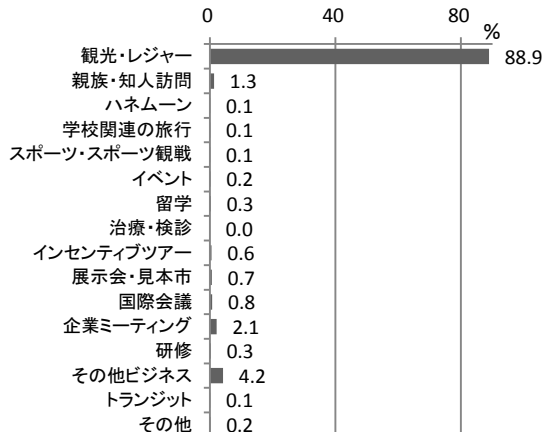 0 40 80
%
観光・レジャー 88.9
親族・知人訪問 1.3
ハネムーン 0.1
学校関連の旅行 0.1
スポーツ・スポーツ観戦 0.1
イベント 0.2
留学 0.3
治療・検診 0.0
インセンティブツアー 0.6
展示会・見本市 0.7
国際会議 0.8
企業ミーティング 2.1
研修 0.3
その他ビジネス 4.2
トランジット 0.1
その他 0.2